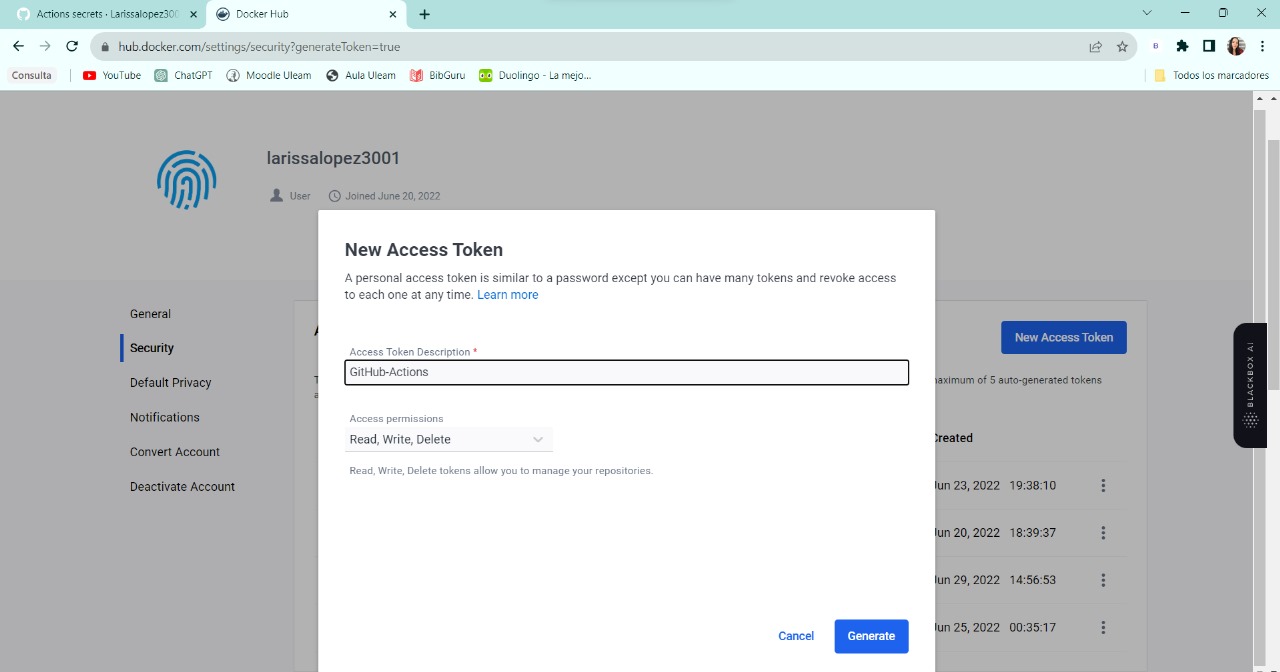 Actions secrets · Larissalopez30
Docker Hub
hub.docker.com/settings/security?generateToken=true
Consulta
YouTube
ChatGPT
Moodle Uleam
Aula Uleam
BibGuru
Duolingo - La mejo...
Todos los marcadores
larissalopez3001
User
Joined June 20, 2022
New Access Token
A personal access token is similar to a password except you can have many tokens and revoke access
to each one at any time. Learn more
General
Security
Default Privacy
Notifications
Convert Account
Deactivate Account
Access Token Description *
GitHub-Actions
Access permissions
Read, Write, Delete
Read, Write, Delete tokens allow you to manage your repositories.
Cancel
Generate
New Access Token
maximum of 5 auto-generated tokens
Created
Jun 23, 2022 19:38:10
Jun 20, 2022 18:39:37
Jun 29, 2022 14:56:53
Jun 25, 2022 00:35:17
BLACKBOX AI